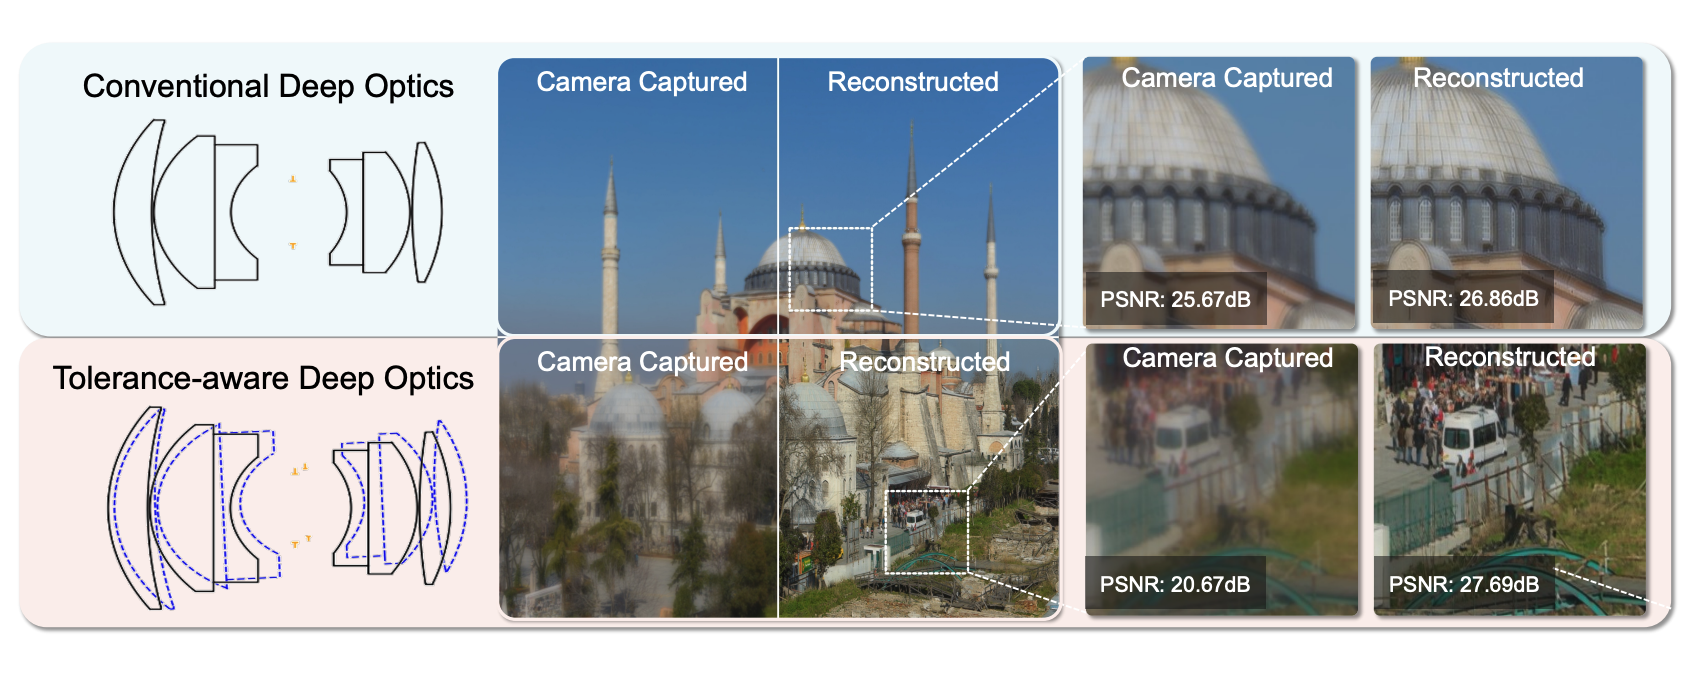 Conventional Deep Optics
Camera Captured
Reconstructed
Camera Captured
Reconstructed
PSNR: 25.67dB
PSNR: 26.86dB
Tolerance-aware Deep Optics
Camera Captured
Reconstructed
Camera Captured
Reconstructed
PSNR: 20.67dB
PSNR: 27.69dB